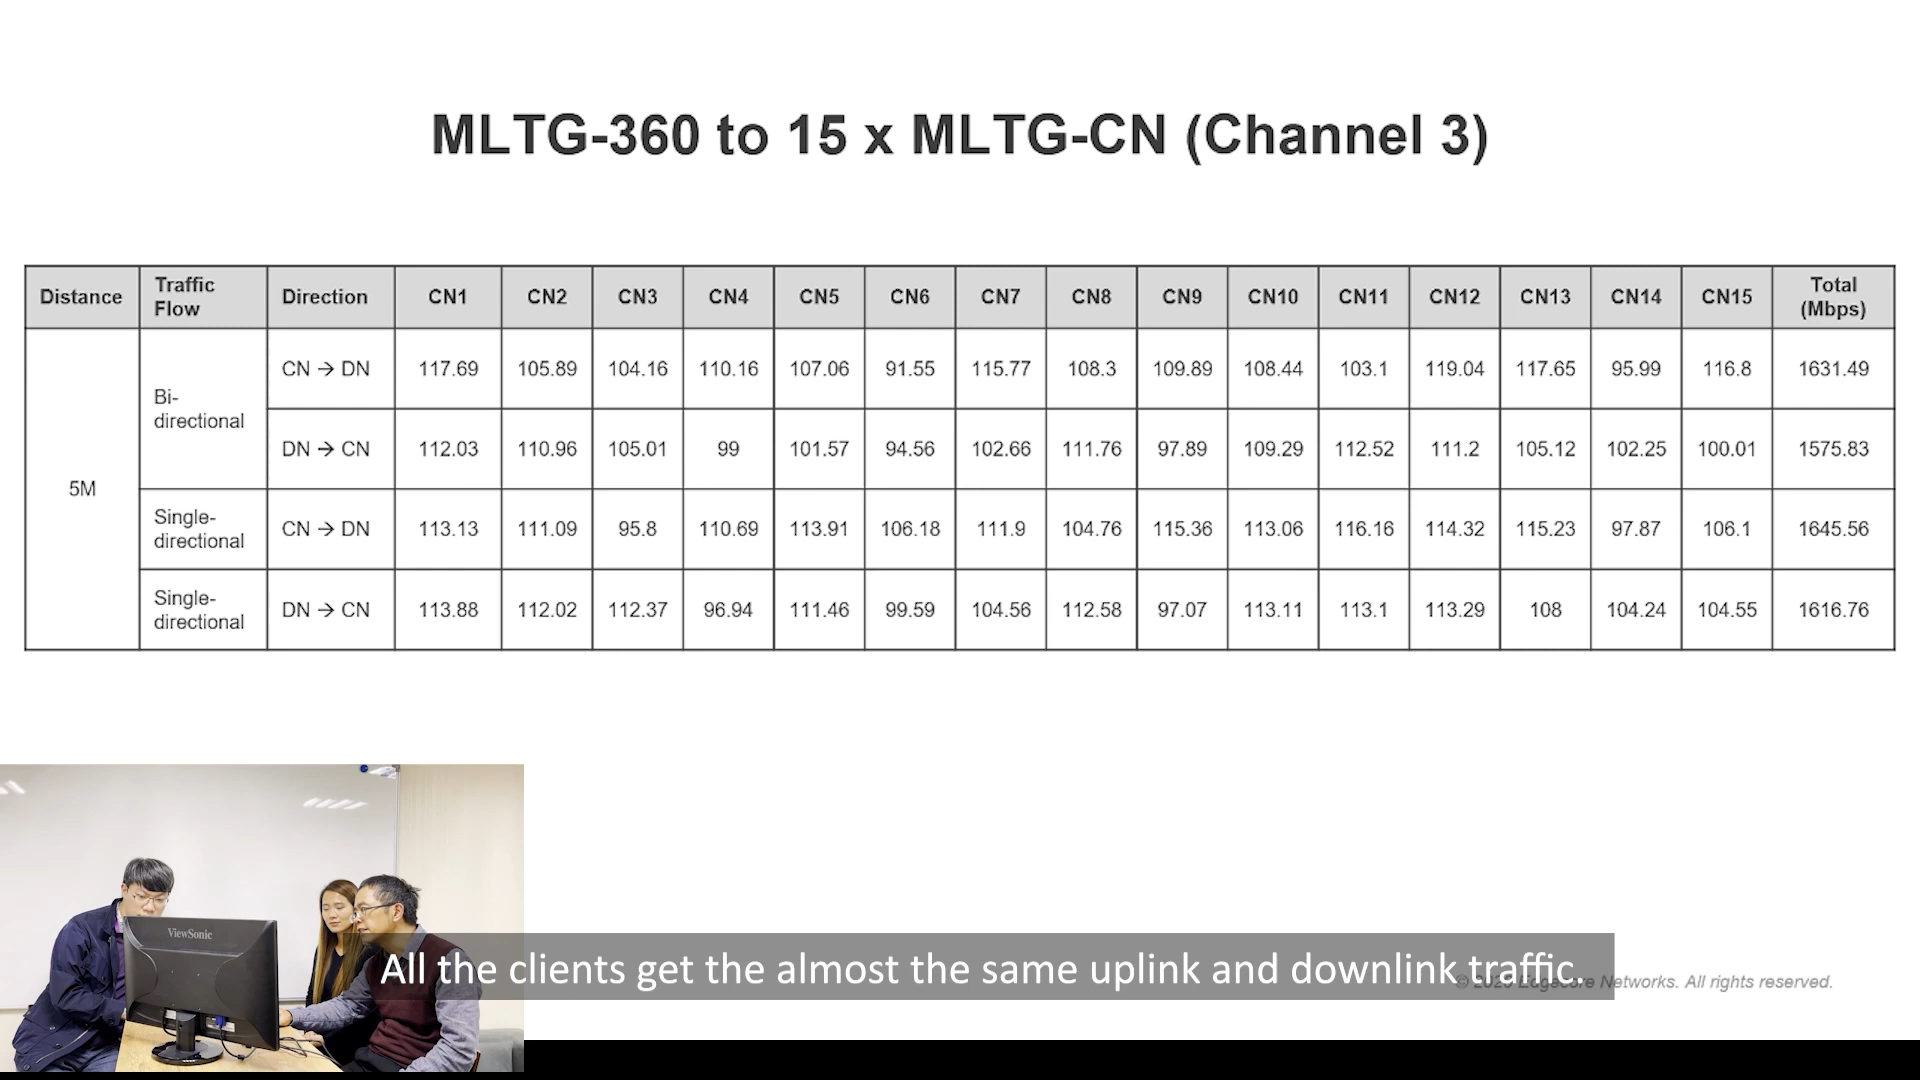 MLTG-360 to 15 x MLTG-CN (Channel 3)
Distance Traffic Flow Direction CN1 CN2 CN3 CN4 CN5 CN6 CN7 CN8 CN9 CN10 CN11 CN12 CN13 CN14 CN15 Total (Mbps)
5M
Bi-directional CN → DN 117.69 105.89 104.16 110.16 107.06 91.55 115.77 108.3 109.89 108.44 103.1 119.04 117.65 95.99 116.8 1631.49
DN → CN 112.03 110.96 105.01 99 101.57 94.56 102.66 111.76 97.89 109.29 112.52 111.2 105.12 102.25 100.01 1575.83
Single-directional CN → DN 113.13 111.09 95.8 110.69 113.91 106.18 111.9 104.76 115.36 113.06 116.16 114.32 115.23 97.87 106.1 1645.56
Single-directional DN → CN 113.88 112.02 112.37 96.94 111.46 99.59 104.56 112.58 97.07 113.11 113.1 113.29 108 104.24 104.55 1616.76
ViewSonic
All the clients get the almost the same uplink and downlink traffic.
Networks. All rights reserved.